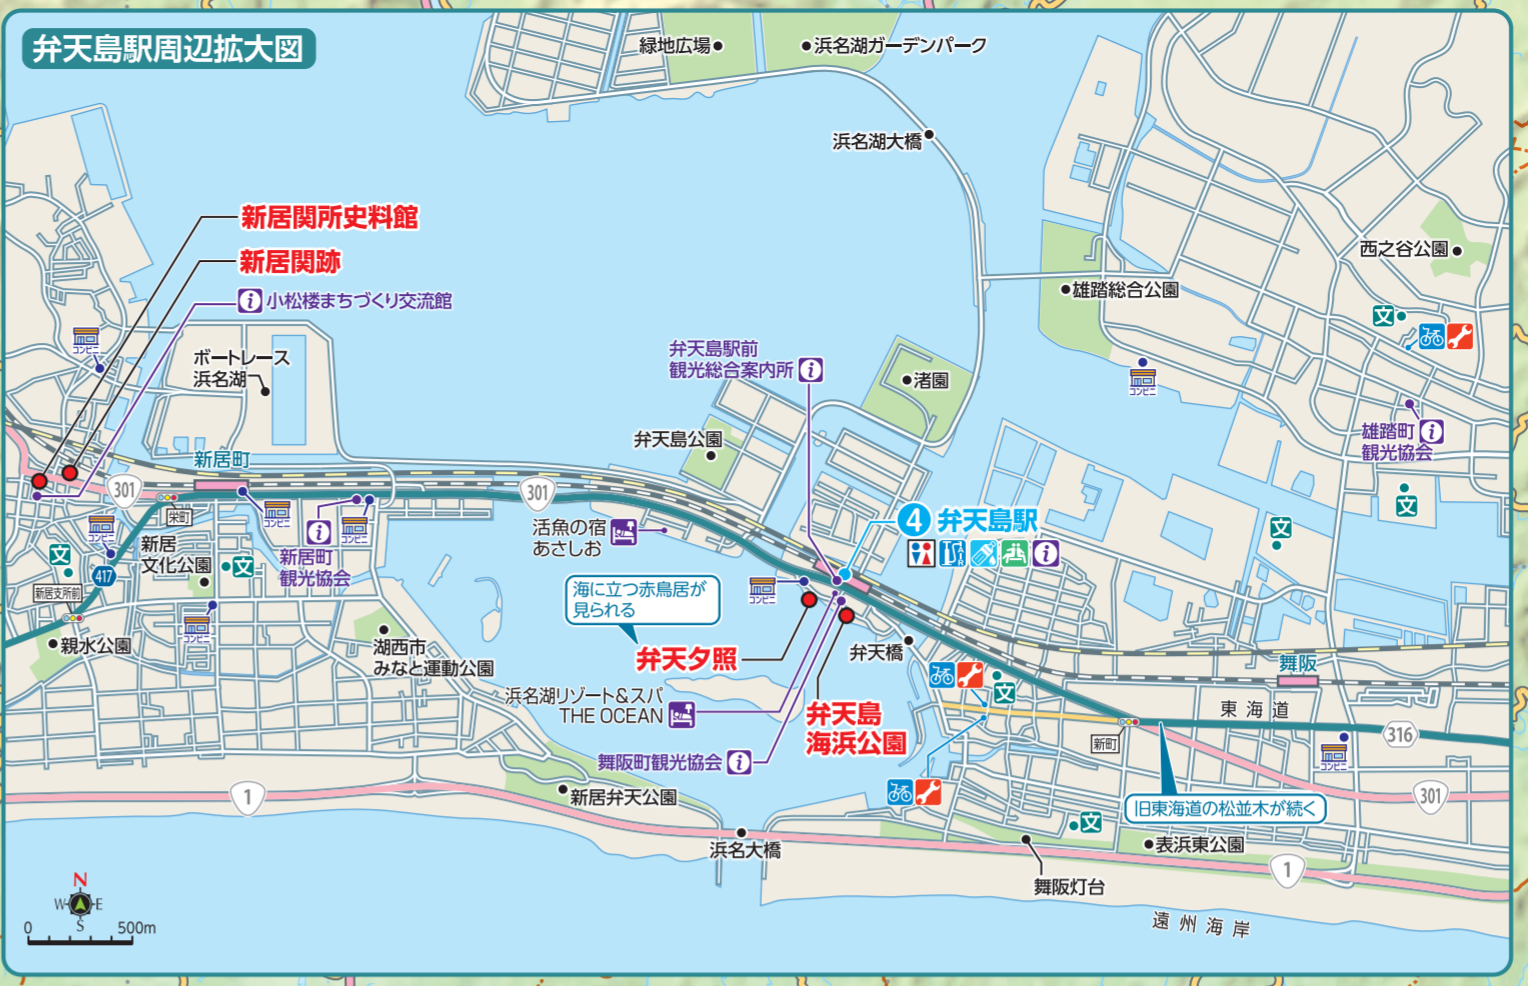 弁天島駅周辺拡大図
緑地広場
浜名湖ガーデンパーク
浜名湖大橋
新居関所史料館
新居関跡
小松楼まちづくり交流館
西之谷公園
雄踏総合公園
文
コンビニ
ボートレース
浜名湖
弁天島駅前
観光総合案内所
渚園
コンビニ
雄踏町
観光協会
弁天島公園
新居町
301
301
栄町
コンビニ
コンビニ
コンビニ
活魚の宿
あさしお
4 弁天島駅
文
文
文
新居
文化公園
文
新居町
観光協会
417
新居支所前
コンビニ
海に立つ赤鳥居が
見られる
コンビニ
親水公園
湖西市
みなと運動公園
弁天夕照
弁天橋
文
舞阪
浜名湖リゾート&スパ
THE OCEAN
弁天島
海浜公園
東海道
新町
316
コンビニ
舞阪町観光協会
1
新居弁天公園
301
旧東海道の松並木が続く
文
浜名大橋
表浜東公園
1
舞阪灯台
遠州海岸
N
W
E
S
0
500m